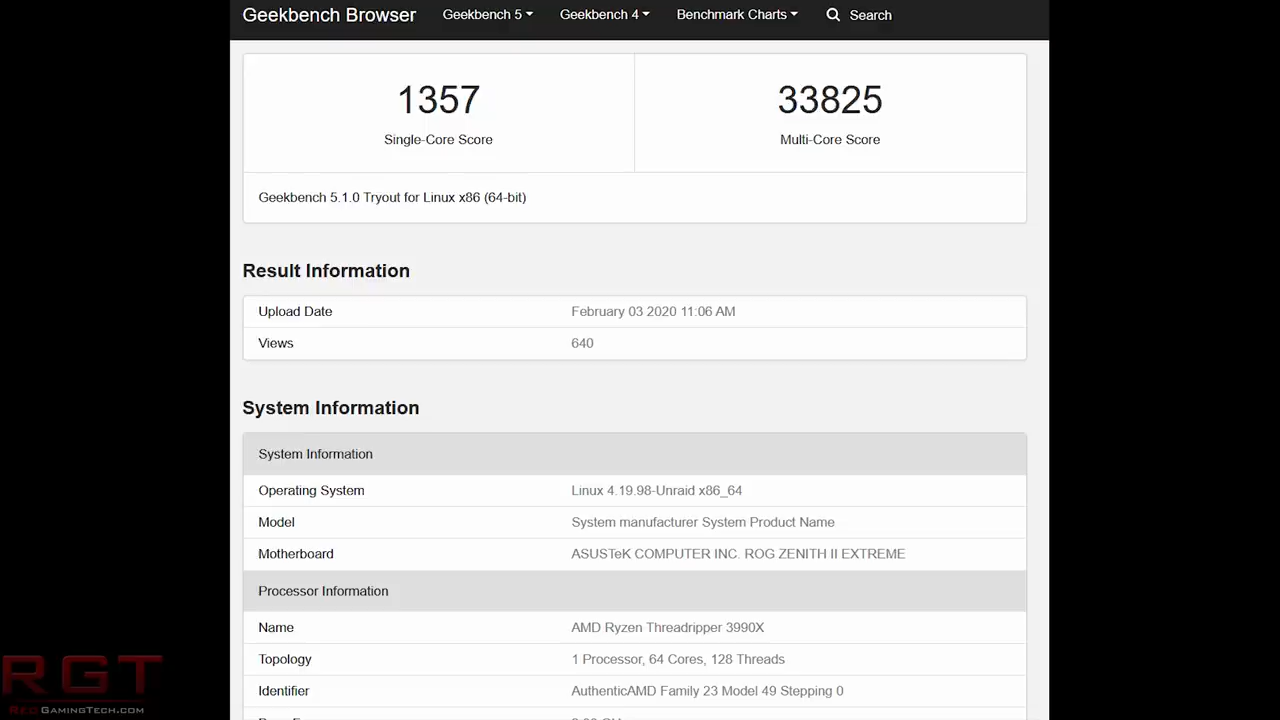 Geekbench Browser Geekbench 5 Geekbench 4 Benchmark Charts Search
1357 33825
Single-Core Score Multi-Core Score
Geekbench 5.1.0 Tryout for Linux x86 (64-bit)
Result Information
Upload Date February 03 2020 11:06 AM
Views 640
System Information
System Information
Operating System Linux 4.19.98-Unraid x86_64
Model System manufacturer System Product Name
Motherboard ASUSTeK COMPUTER INC. ROG ZENITH II EXTREME
Processor Information
Name AMD Ryzen Threadripper 3990X
Topology 1 Processor, 64 Cores, 128 Threads
Identifier AuthenticAMD Family 23 Model 49 Stepping 0
RGT
REDGAMINGTECH.COM